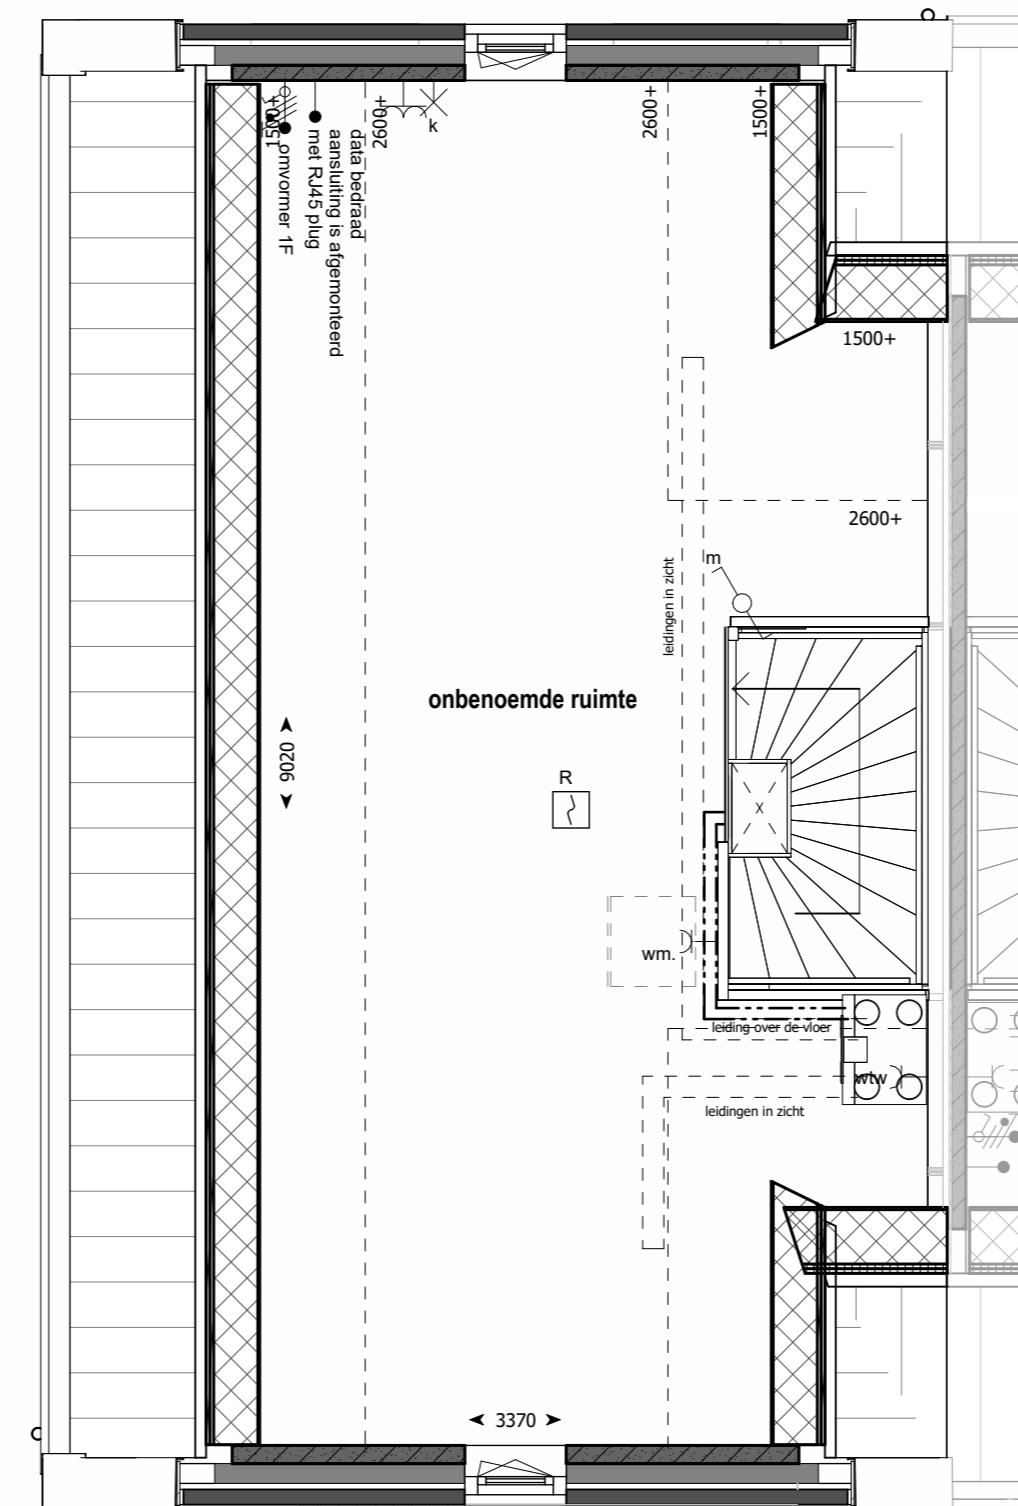 1500+
2600+
k
2600+
1500+
omvormer 1F
met RJ45 plug
aansluiting is afgemonteerd
data bedraad
1500+
2600+
m
leidingen in zicht
onbenoemde ruimte
9020
R
x
wm.
leiding over de vloer
wtw
leidingen in zicht
3370